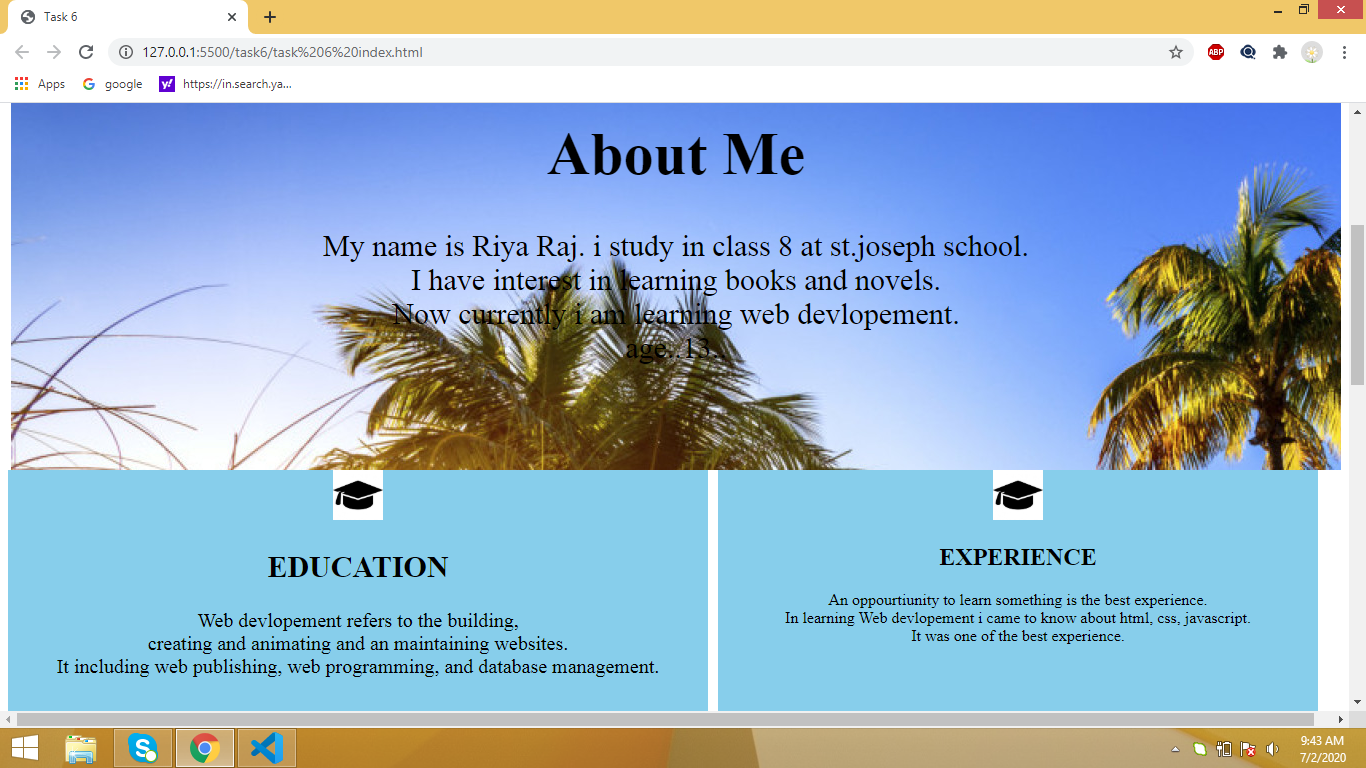 Task 6
127.0.0.1:5500/task6/task%206%20index.html
ABP
Apps google y! https://in.search.ya...
About Me
My name is Riya Raj. i study in class 8 at st.joseph school.
I have interest in learning books and novels.
Now currently i am learning web devlopement.
age..13..
EDUCATION
Web devlopement refers to the building,
creating and animating and an maintaining websites.
It including web publishing, web programming, and database management.
EXPERIENCE
An oppourtiunity to learn something is the best experience.
In learning Web devlopement i came to know about html, css, javascript.
It was one of the best experience.
9:43 AM
7/2/2020